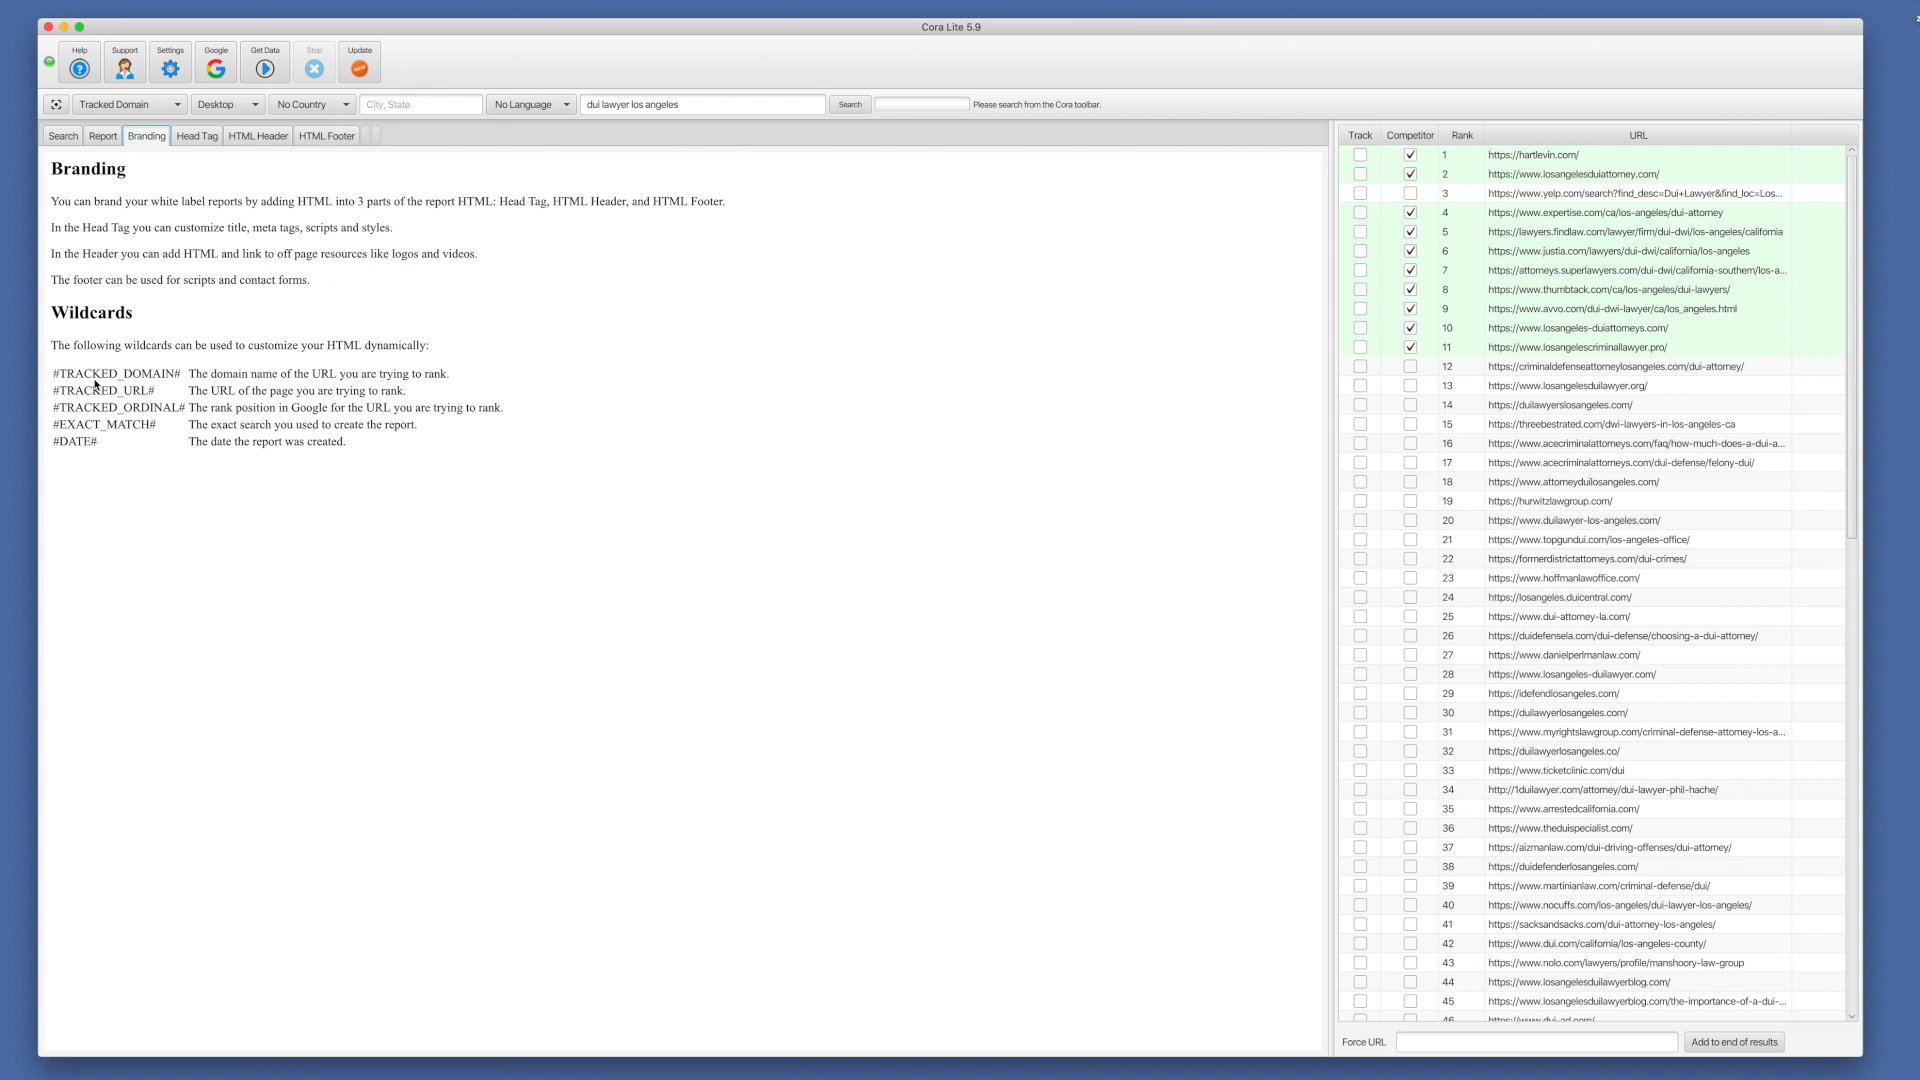 Cora Lite 5.9
Help
Support
Settings
Google
Get Data
Stop
Update
NEW
Tracked Domain
Desktop
No Country
City, State
No Language
dui lawyer los angeles
Search
Please search from the Cora toolbar.
Search
Report
Branding
Head Tag
HTML Header
HTML Footer
Branding
You can brand your white label reports by adding HTML into 3 parts of the report HTML: Head Tag, HTML Header, and HTML Footer.
In the Head Tag you can customize title, meta tags, scripts and styles.
In the Header you can add HTML and link to off page resources like logos and videos.
The footer can be used for scripts and contact forms.
Wildcards
The following wildcards can be used to customize your HTML dynamically:
#TRACKED_DOMAIN# The domain name of the URL you are trying to rank.
#TRACKED_URL# The URL of the page you are trying to rank.
#TRACKED_ORDINAL# The rank position in Google for the URL you are trying to rank.
#EXACT_MATCH# The exact search you used to create the report.
#DATE# The date the report was created.
Track Competitor Rank URL
1 https://hartlevin.com/
2 https://www.losangelesduiattorney.com/
3 https://www.yelp.com/search?find_desc=Dui+Lawyer&find_loc=Los...
4 https://www.expertise.com/ca/los-angeles/dui-attorney
5 https://lawyers.findlaw.com/lawyer/firm/dui-dwi/los-angeles/california
6 https://www.justia.com/lawyers/dui-dwi/california/los-angeles
7 https://attorneys.superlawyers.com/dui-dwi/california-southern/los-a...
8 https://www.thumbtack.com/ca/los-angeles/dui-lawyers/
9 https://www.avvo.com/dui-dwi-lawyer/ca/los_angeles.html
10 https://www.losangeles-duiattorneys.com/
11 https://www.losangelescriminallawyer.pro/
12 https://criminaldefenseattorneylosangeles.com/dui-attorney/
13 https://www.losangelesduilawyer.org/
14 https://duilawyerslosangeles.com/
15 https://threebestrated.com/dwi-lawyers-in-los-angeles-ca
16 https://www.acecriminalattorneys.com/faq/how-much-does-a-dui-a...
17 https://www.acecriminalattorneys.com/dui-defense/felony-dui/
18 https://www.attorneyduilosangeles.com/
19 https://hurwitzlawgroup.com/
20 https://www.duilawyer-los-angeles.com/
21 https://www.topgundui.com/los-angeles-office/
22 https://formerdistrictattorneys.com/dui-crimes/
23 https://www.hoffmanlawoffice.com/
24 https://losangeles.duicentral.com/
25 https://www.dui-attorney-la.com/
26 https://duidefensela.com/dui-defense/choosing-a-dui-attorney/
27 https://www.danielperlmanlaw.com/
28 https://www.losangeles-duilawyer.com/
29 https://idefendlosangeles.com/
30 https://duilawyerlosangeles.com/
31 https://www.myrightslawgroup.com/criminal-defense-attorney-los-a...
32 https://duilawyerlosangeles.co/
33 https://www.ticketclinic.com/dui
34 http://1duilawyer.com/attorney/dui-lawyer-phil-hache/
35 https://www.arrestedcalifornia.com/
36 https://www.theduispecialist.com/
37 https://aizmanlaw.com/dui-driving-offenses/dui-attorney/
38 https://duidefenderlosangeles.com/
39 https://www.martinianlaw.com/criminal-defense/dui/
40 https://www.nocuffs.com/los-angeles/dui-lawyer-los-angeles/
41 https://sacksandsacks.com/dui-attorney-los-angeles/
42 https://www.dui.com/california/los-angeles-county/
43 https://www.nolo.com/lawyers/profile/manshoory-law-group
44 https://www.losangelesduilawyerblog.com/
45 https://www.losangelesduilawyerblog.com/the-importance-of-a-dui-...
46
Force URL
Add to end of results